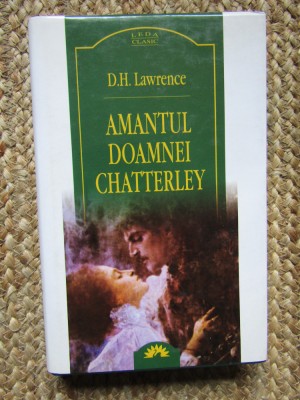 LEDA
CLASIC
D.H. Lawrence
AMANTUL
DOAMNEI
CHATTERLEY